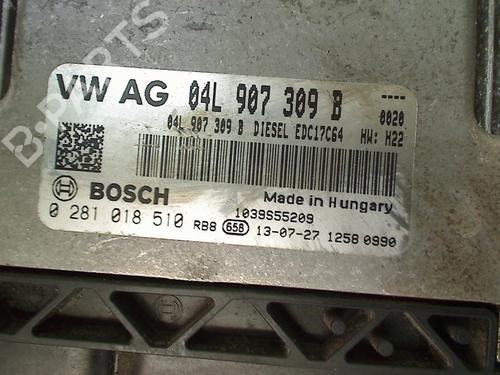 VW AG 04L 907 309 B ----
04L 907 309 B DIESEL EDC17C64 0020
HW: H22
BOSCH
Made in Hungary
1039S55209
0 281 018 510 RB8 658 13-07-27 1258 0990
B-PARTS